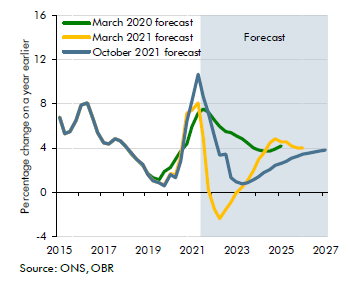 16
12
8
4
0
-4
Percentage change on a year earlier
March 2020 forecast
March 2021 forecast
October 2021 forecast
Forecast
2015 2017 2019 2021 2023 2025 2027
Source: ONS, OBR